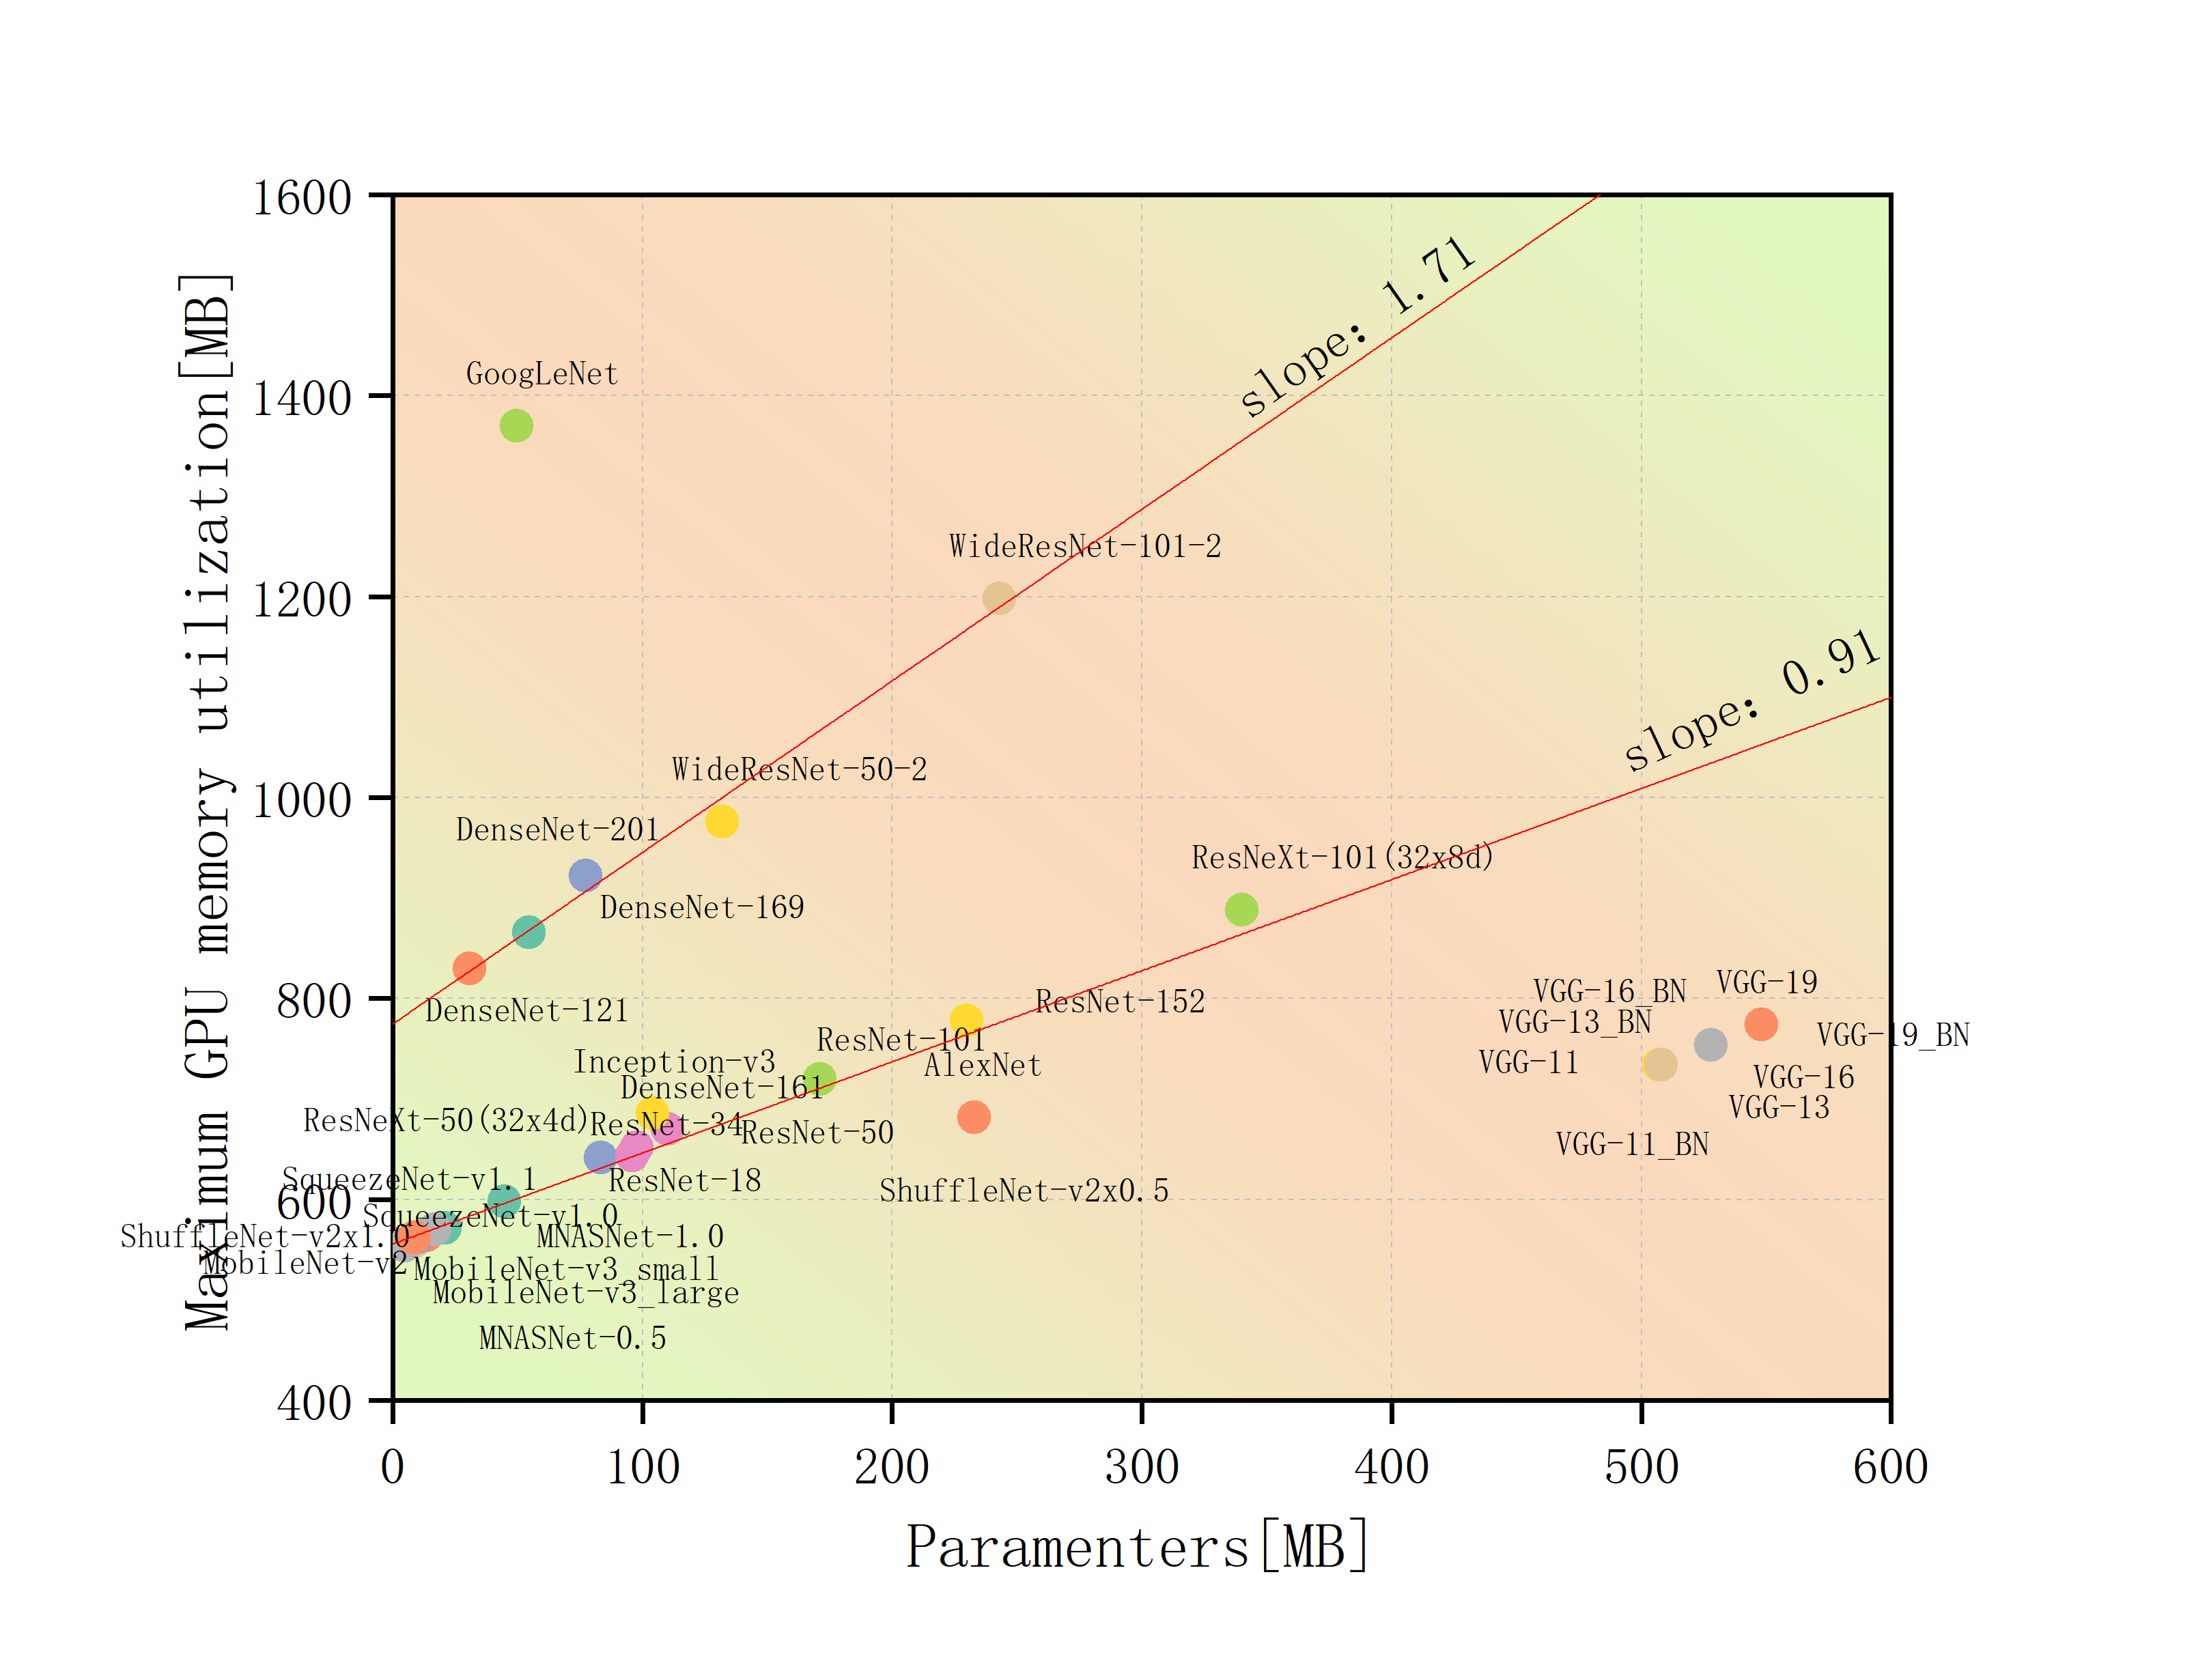 1600
1400
1200
1000
800
600
400
Maximum GPU memory utilization[MB]
slope: 1.71
GoogLeNet
WideResNet-101-2
slope: 0.91
WideResNet-50-2
DenseNet-201
ResNeXt-101(32x8d)
DenseNet-169
VGG-19
VGG-16_BN
ResNet-152
DenseNet-121
VGG-13_BN
VGG-19_BN
ResNet-101
Inception-v3
AlexNet
VGG-11
VGG-16
DenseNet-161
VGG-13
ResNeXt-50(32x4d)
ResNet-34
ResNet-50
VGG-11_BN
SqueezeNet-v1.1
ResNet-18
ShuffleNet-v2x0.5
SqueezeNet-v1.0
ShuffleNet-v2x1.0
MNASNet-1.0
MobileNet-v2
MobileNet-v3_small
MobileNet-v3_large
MNASNet-0.5
0 100 200 300 400 500 600
Paramenters[MB]